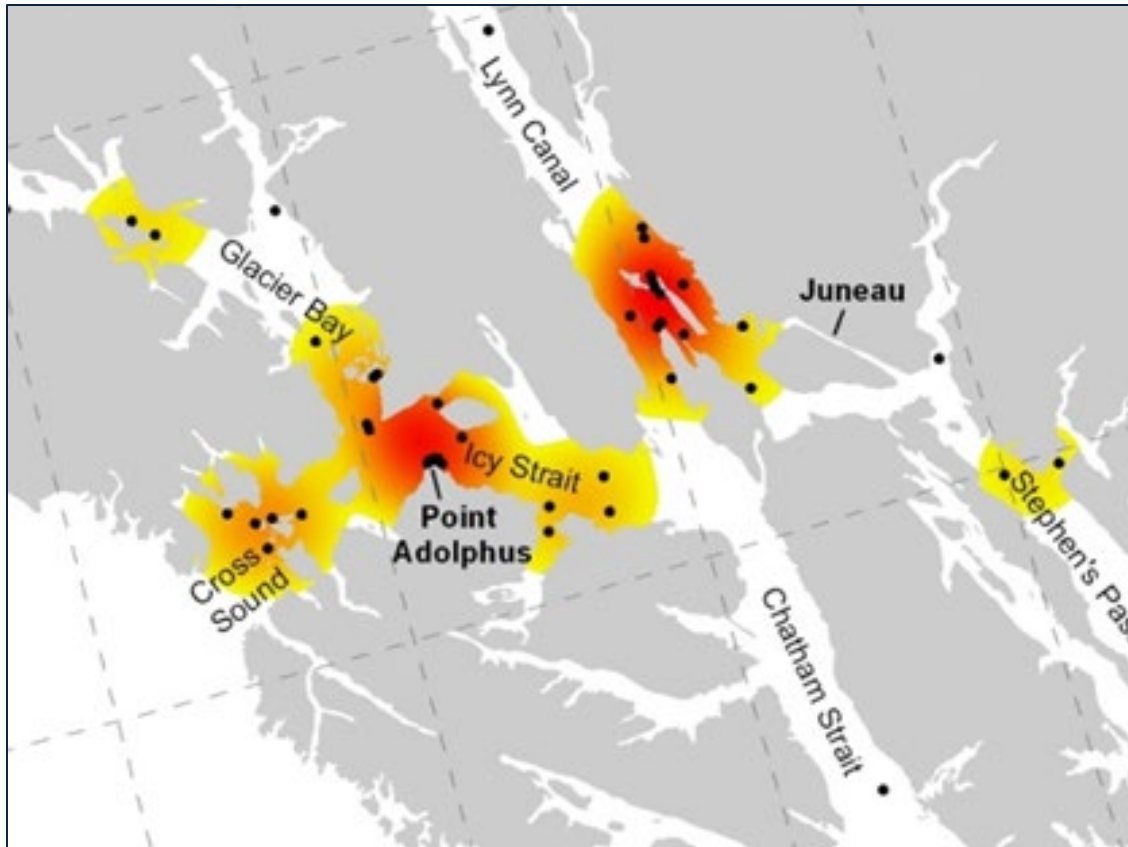 Lynn Canal
Glacier Bay
Juneau
Icy Strait
Point
Adolphus
Cross
Sound
Stephen's Pas
Chatham Strait